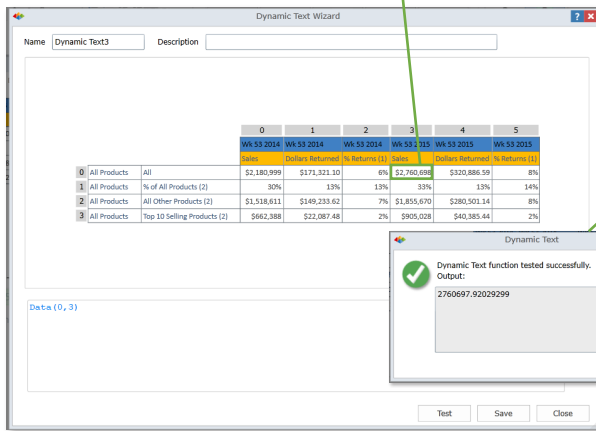 Dynamic Text Wizard
? x
Name Dynamic Text3 Description
0 1 2 3 4 5
Wk 53 2014 Wk 53 2014 Wk 53 2014 Wk 53 2015 Wk 53 2015 Wk 53 2015
Sales Dollars Returned % Returns (1) Sales Dollars Returned % Returns (1)
0 All Products All $2,180,999 $171,321.10 6% $2,760,698 $320,886.59 8%
1 All Products % of All Products (2) 30% 13% 13% 33% 13% 14%
2 All Products All Other Products (2) $1,518,611 $149,233.62 7% $1,855,670 $280,501.14 8%
3 All Products Top 10 Selling Products (2) $662,388 $22,087.48 2% $905,028 $40,385.44 2%
Dynamic Text
Dynamic Text function tested successfully.
Output:
2760697.92029299
Data(0,3)
Test Save Close